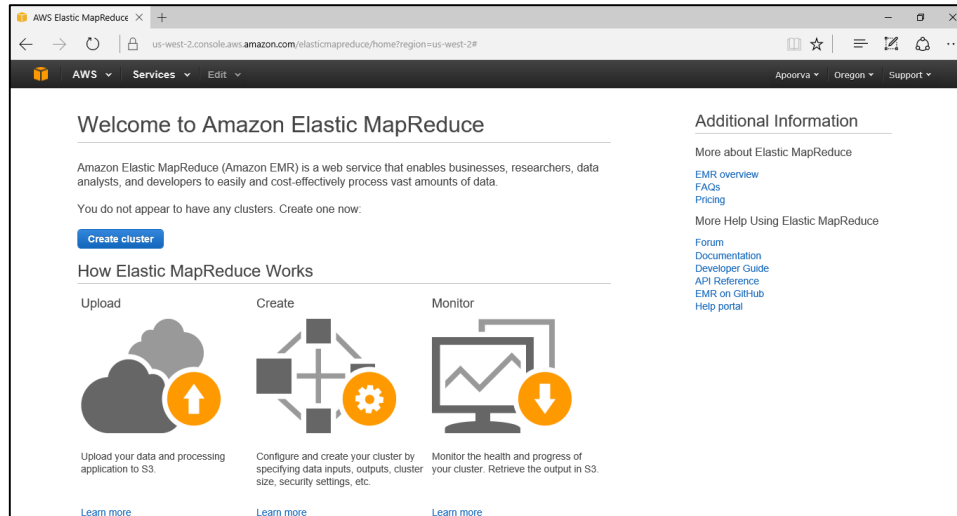 AWS Elastic MapReduce
us-west-2.console.aws.amazon.com/elasticmapreduce/home?region=us-west-2#
AWS Services Edit Apoorva Oregon Support
Welcome to Amazon Elastic MapReduce
Amazon Elastic MapReduce (Amazon EMR) is a web service that enables businesses, researchers, data
analysts, and developers to easily and cost-effectively process vast amounts of data.
You do not appear to have any clusters. Create one now:
Create cluster
How Elastic MapReduce Works
Upload
Upload your data and processing
application to S3.
Learn more
Create
Configure and create your cluster by
specifying data inputs, outputs, cluster
size, security settings, etc.
Learn more
Monitor
Monitor the health and progress of
your cluster. Retrieve the output in S3.
Learn more
Additional Information
More about Elastic MapReduce
EMR overview
FAQs
Pricing
More Help Using Elastic MapReduce
Forum
Documentation
Developer Guide
API Reference
EMR on GitHub
Help portal